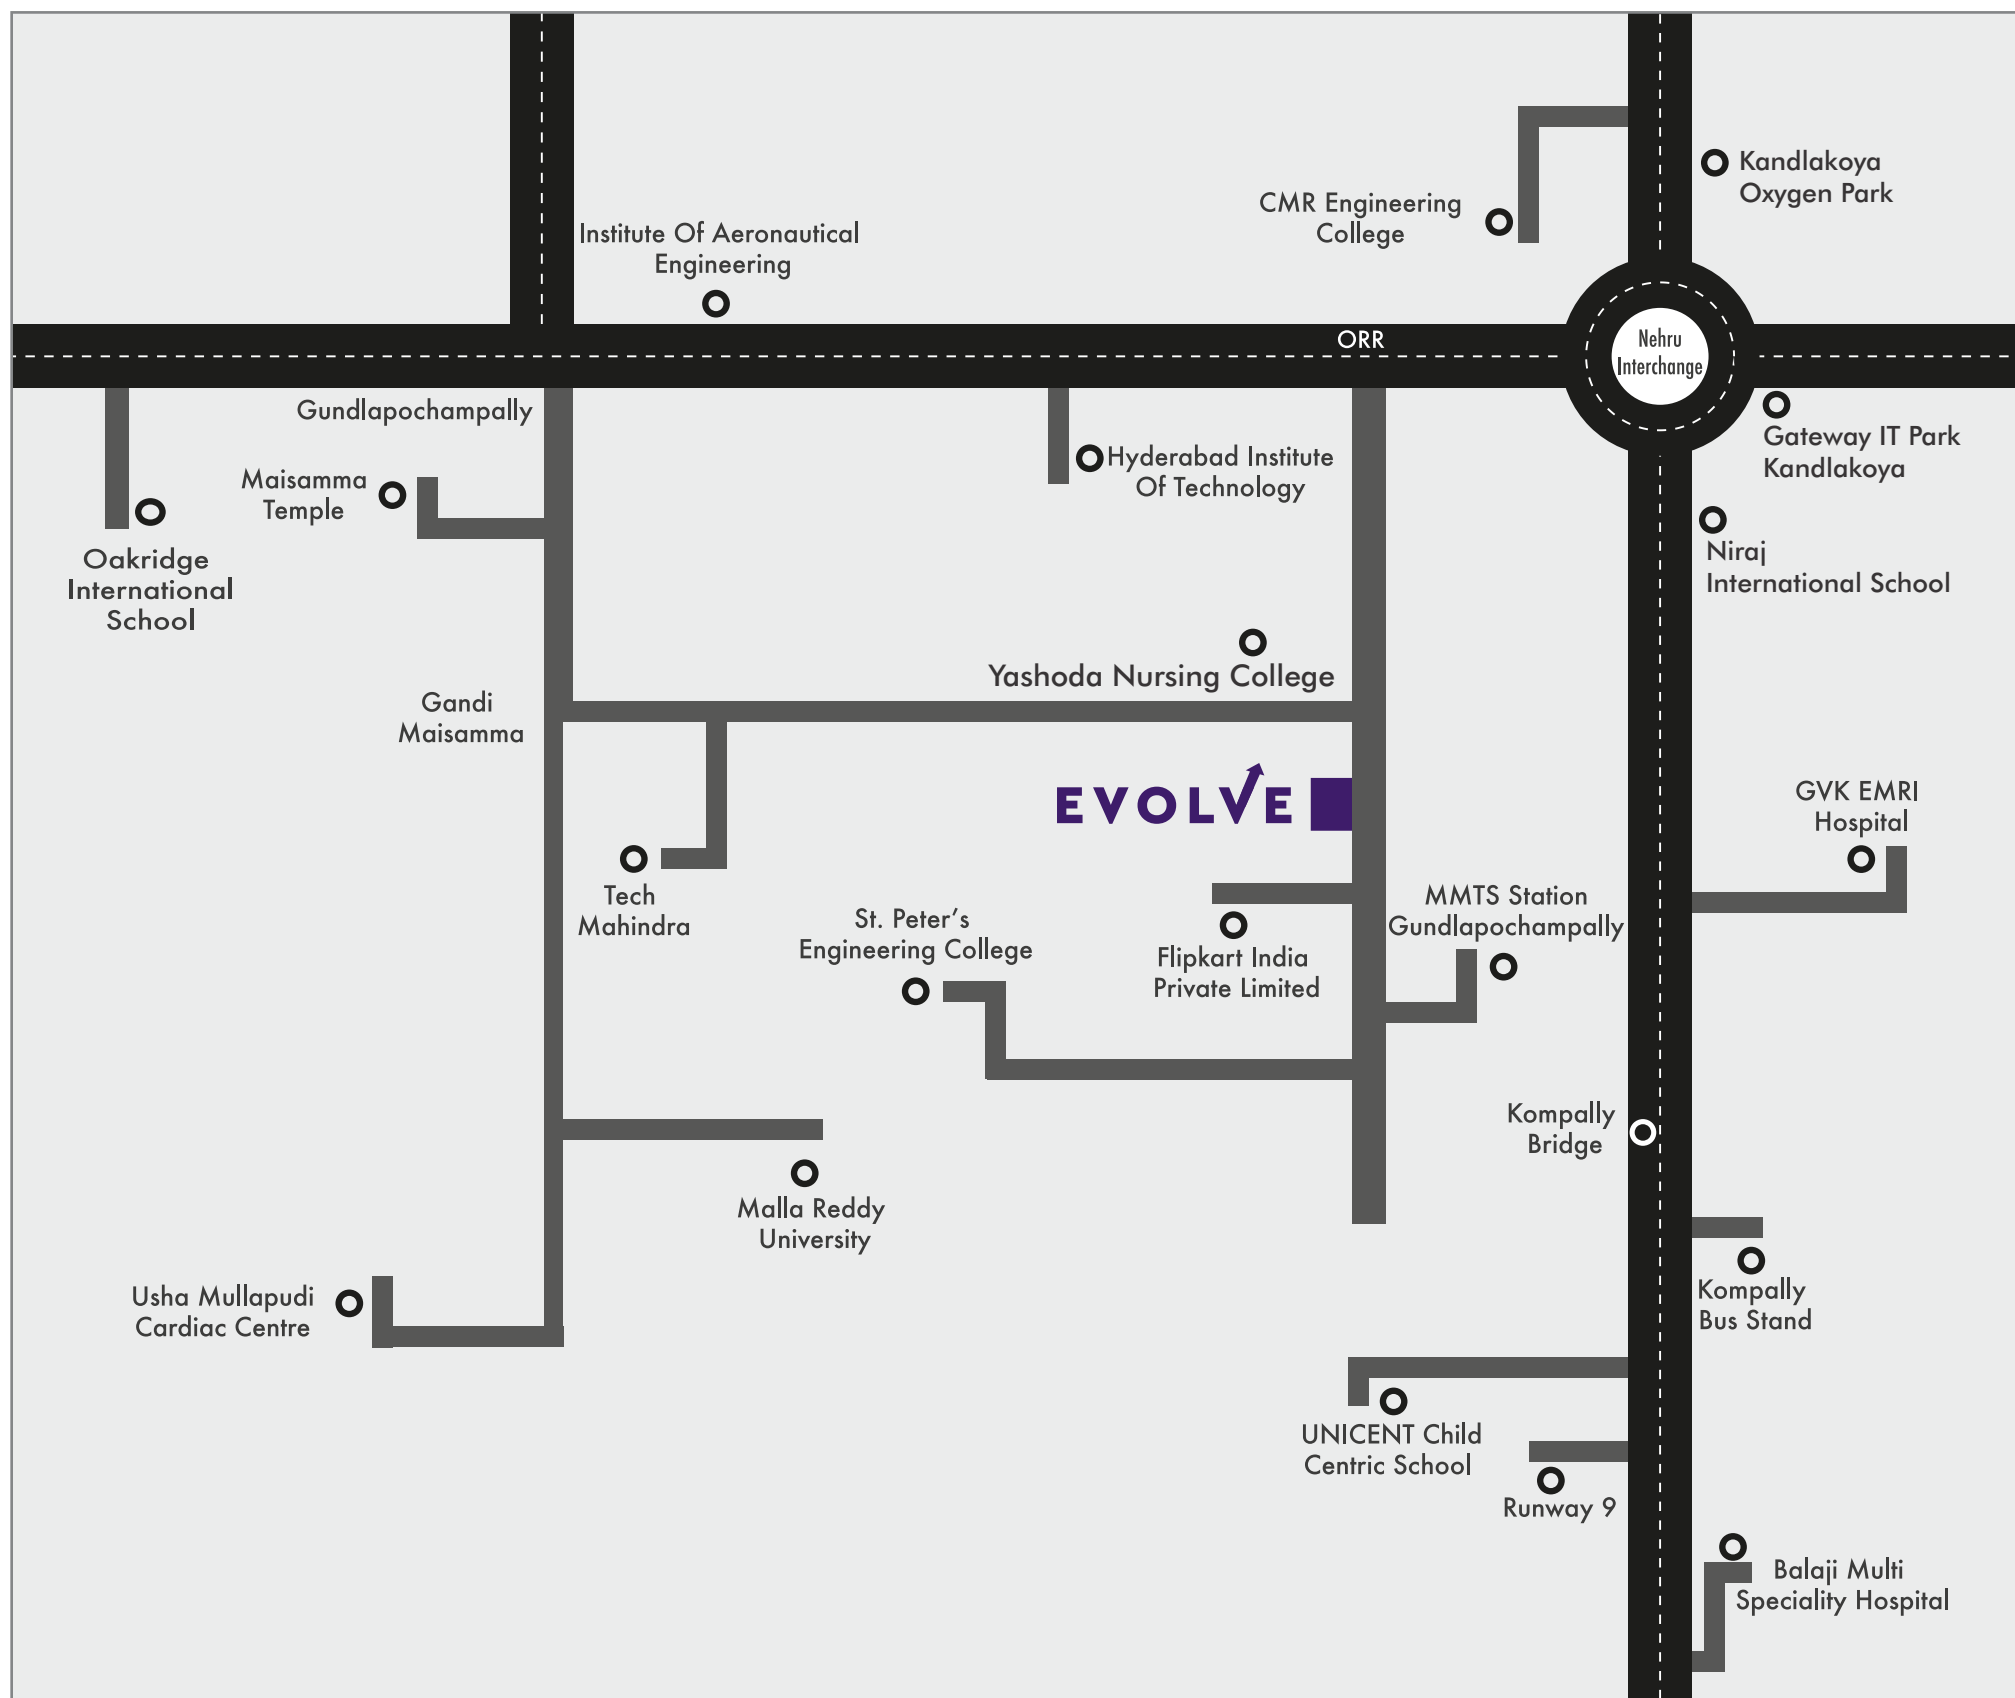 Kandlakoya
Oxygen Park
CMR Engineering
College
Institute Of Aeronautical
Engineering
ORR
Nehru
Interchange
Gundlapochampally
Gateway IT Park
Kandlakoya
Maisamma
Temple
Hyderabad Institute
Of Technology
Oakridge
International
School
Niraj
International School
Yashoda Nursing College
Gandi
Maisamma
EVOLVE
GVK EMRI
Hospital
Tech
Mahindra
St. Peter’s
Engineering College
MMTS Station
Gundlapochampally
Flipkart India
Private Limited
Kompally
Bridge
Malla Reddy
University
Usha Mullapudi
Cardiac Centre
Kompally
Bus Stand
UNICENT Child
Centric School
Runway 9
Balaji Multi
Speciality Hospital